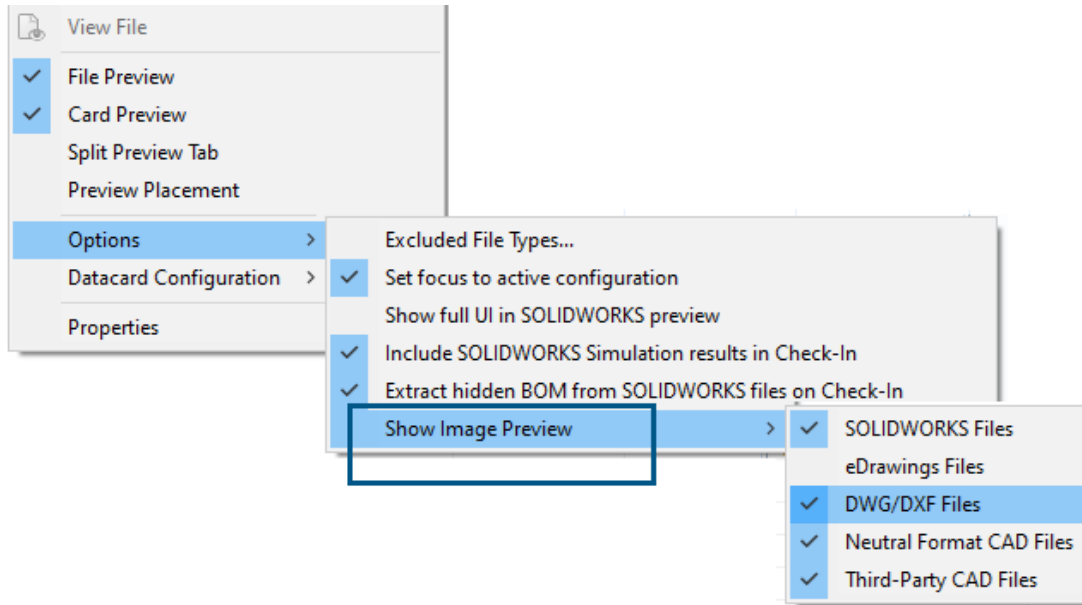 View File
File Preview
Card Preview
Split Preview Tab
Preview Placement
Options
Datacard Configuration
Properties
Excluded File Types...
Set focus to active configuration
Show full UI in SOLIDWORKS preview
Include SOLIDWORKS Simulation results in Check-In
Extract hidden BOM from SOLIDWORKS files on Check-In
Show Image Preview
SOLIDWORKS Files
eDrawings Files
DWG/DXF Files
Neutral Format CAD Files
Third-Party CAD Files